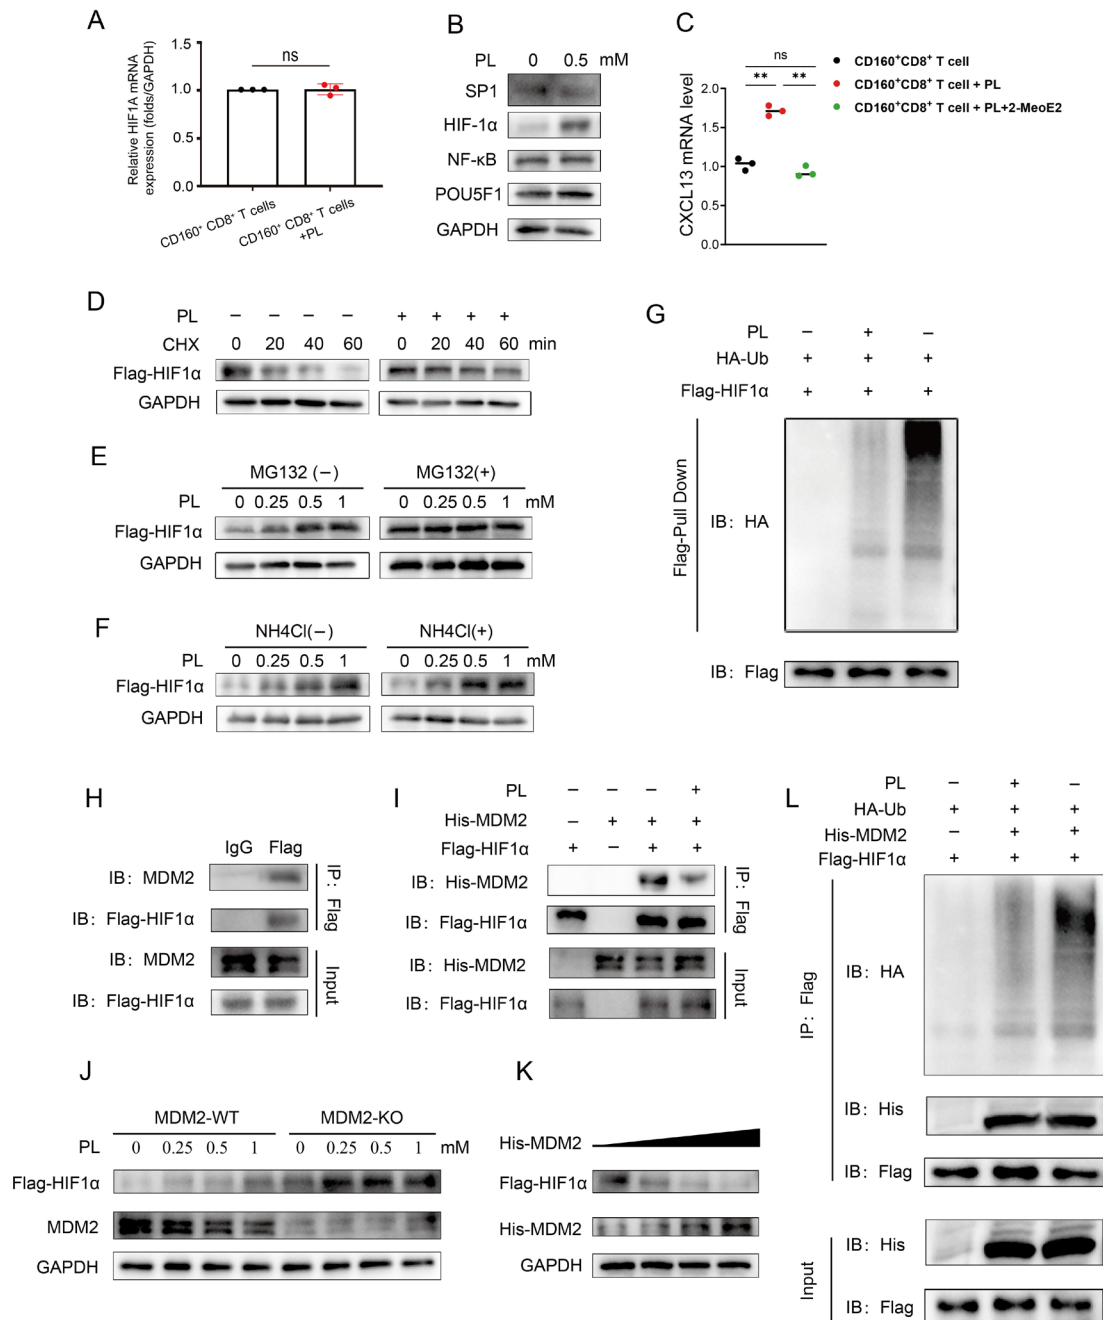 A
Relative HIF1A mRNA
expression (folds/GAPDH)
1.5
1.0
0.5
0.0
ns
CD160+ CD8+ T cells
CD160+ CD8+ T cells
+PL
B
PL 0 0.5 mM
SP1
HIF-1α
NF-κB
POU5F1
GAPDH
C
CXCL13 mRNA level
2.0
1.5
1.0
0.5
0.0
ns
** **
CD160+CD8+ T cell
CD160+CD8+ T cell + PL
CD160+CD8+ T cell + PL+2-MeoE2
D
PL − − − − + + + +
CHX 0 20 40 60 0 20 40 60 min
Flag-HIF1α
GAPDH
E
MG132 (−) MG132(+)
PL 0 0.25 0.5 1 0 0.25 0.5 1 mM
Flag-HIF1α
GAPDH
F
NH4Cl(−) NH4Cl(+)
PL 0 0.25 0.5 1 0 0.25 0.5 1 mM
Flag-HIF1α
GAPDH
G
PL − + −
HA-Ub + + +
Flag-HIF1α + + +
Flag-Pull Down
IB: HA
IB: Flag
H
IgG Flag
IB: MDM2
IB: Flag-HIF1α
IP: Flag
IB: MDM2
IB: Flag-HIF1α
Input
I
PL − − − +
His-MDM2 − + + +
Flag-HIF1α + − + +
IB: His-MDM2
IB: Flag-HIF1α
IP: Flag
IB: His-MDM2
IB: Flag-HIF1α
Input
J
MDM2-WT MDM2-KO
PL 0 0.25 0.5 1 0 0.25 0.5 1 mM
Flag-HIF1α
MDM2
GAPDH
K
His-MDM2
Flag-HIF1α
His-MDM2
GAPDH
L
PL − + −
HA-Ub + + +
His-MDM2 − + +
Flag-HIF1α + + +
IP: Flag
IB: HA
IB: His
IB: Flag
Input
IB: His
IB: Flag